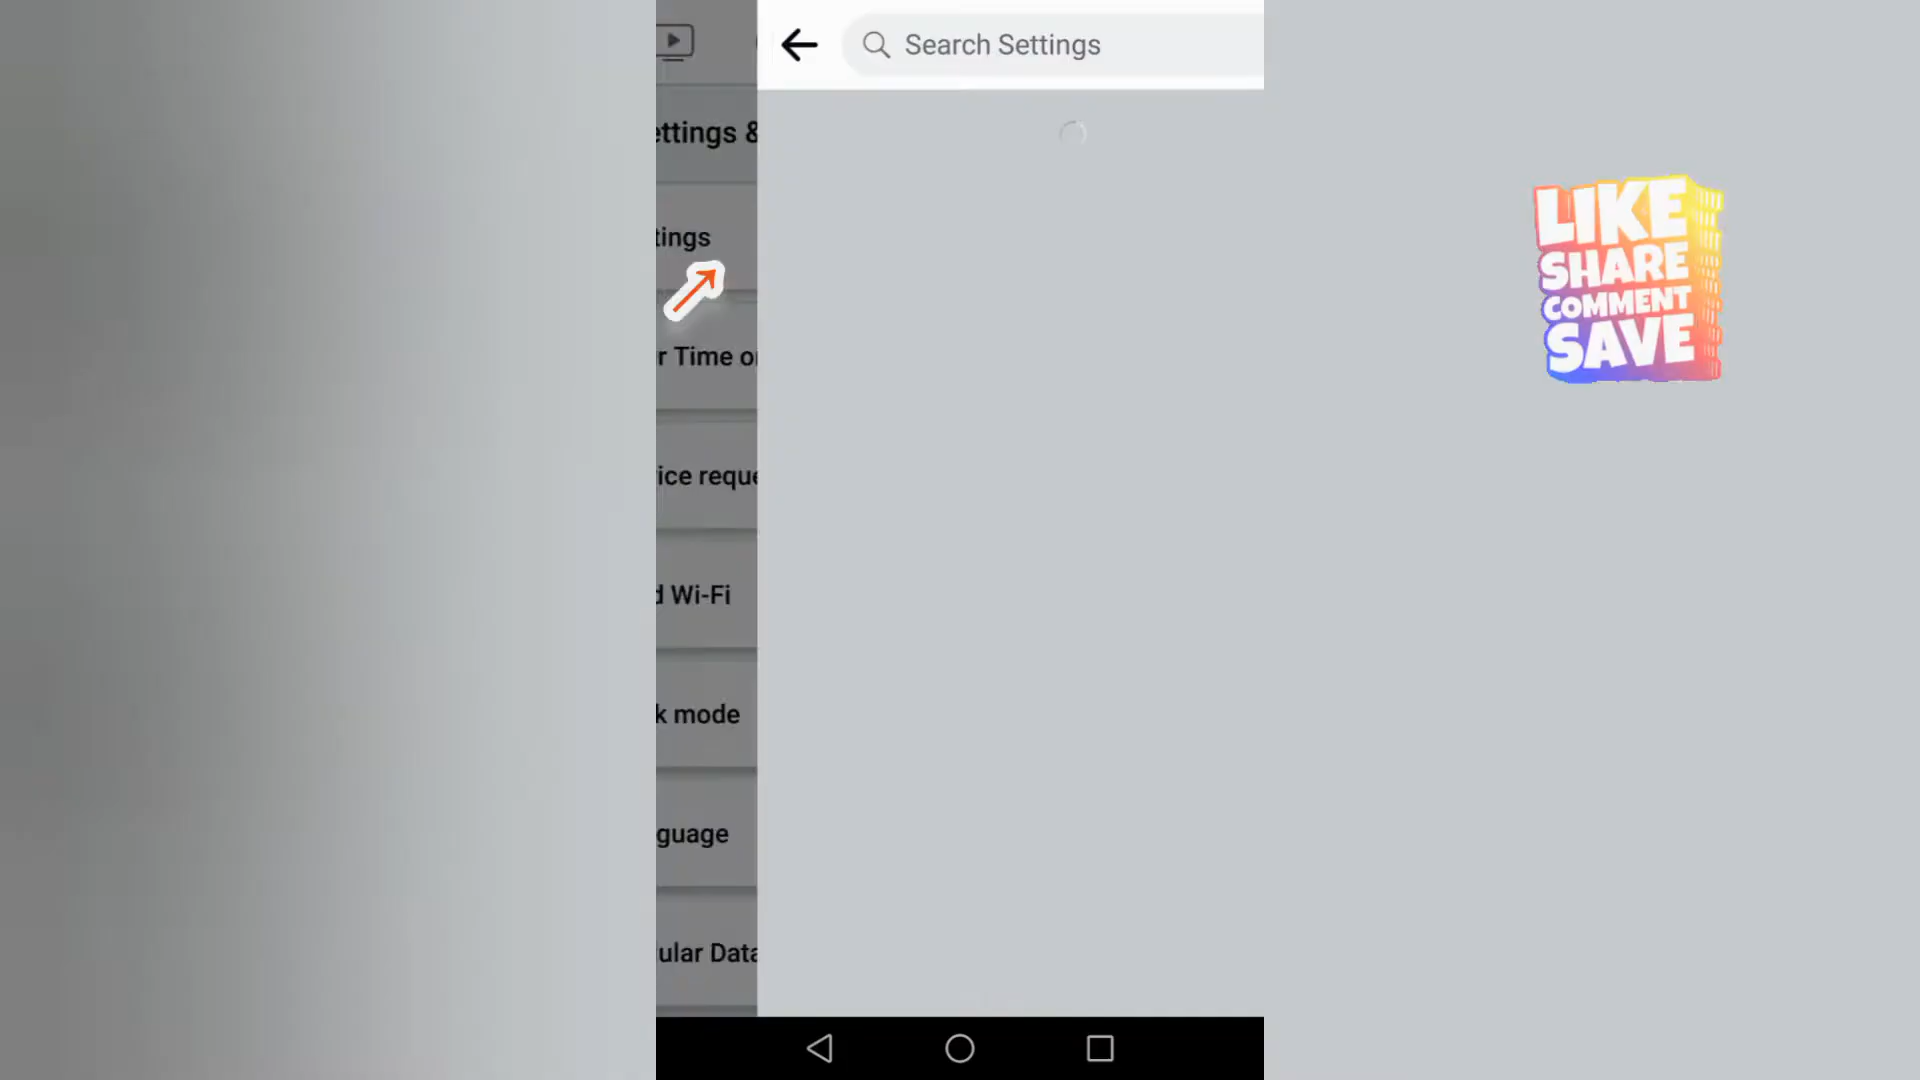 Search Settings
ettings &
tings
r Time o
ice reque
d Wi-Fi
k mode
guage
ular Data
LIKE
SHARE
COMMENT
SAVE